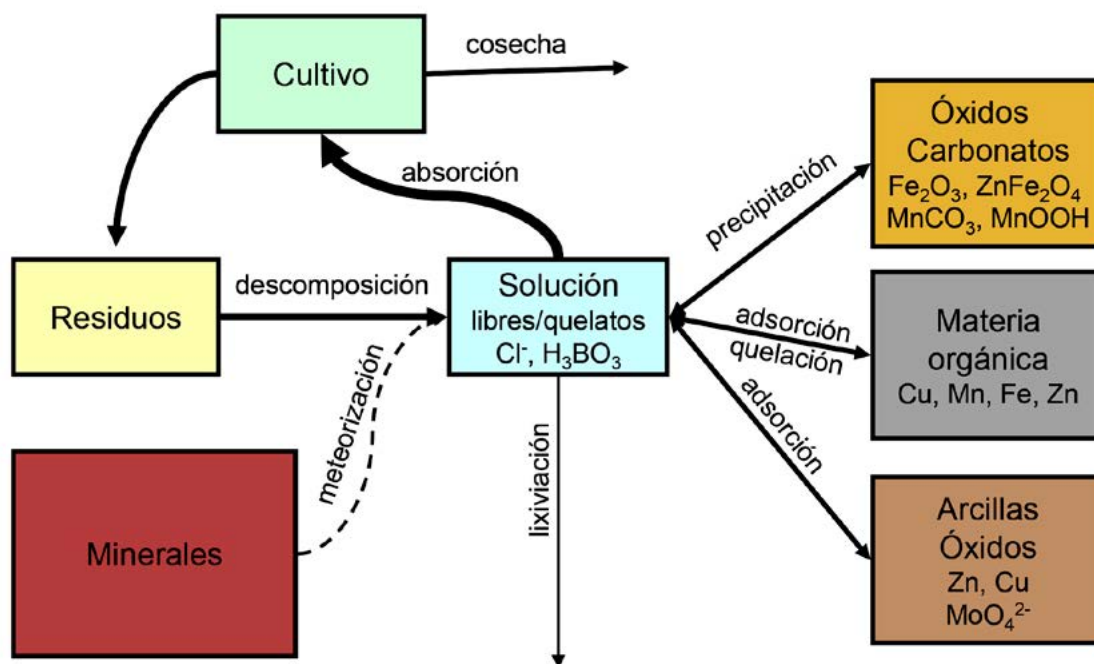 cosecha
Cultivo
absorción
Óxidos
Carbonatos
Fe₂O₃, ZnFe₂O₄
MnCO₃, MnOOH
precipitación
Residuos
descomposición
Solución
libres/quelatos
Cl⁻, H₃BO₃
adsorción
quelación
Materia
orgánica
Cu, Mn, Fe, Zn
Minerales
meteorización
lixiviación
adsorción
Arcillas
Óxidos
Zn, Cu
MoO₄²⁻